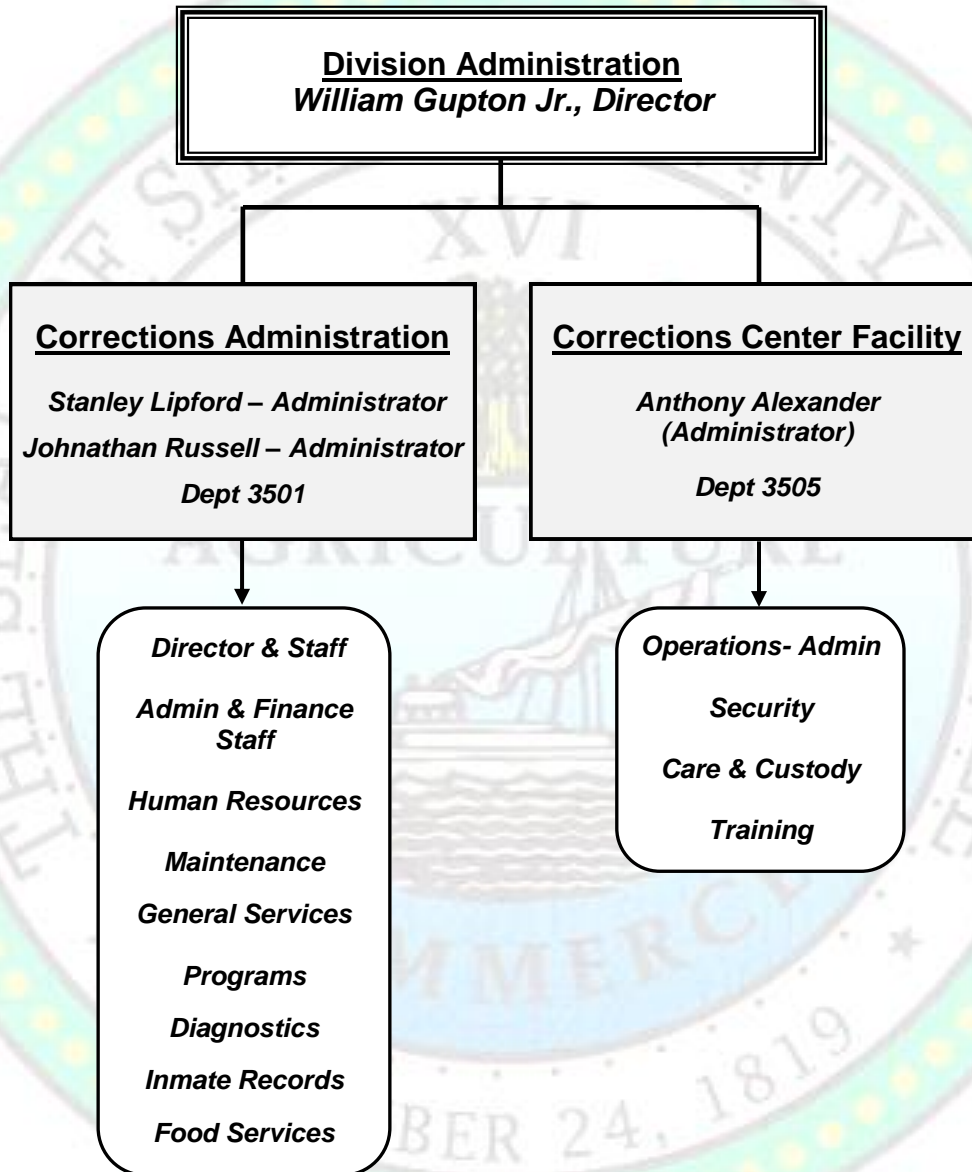 Division Administration
William Gupton Jr., Director
Corrections Administration
Stanley Lipford – Administrator
Johnathan Russell – Administrator
Dept 3501
Corrections Center Facility
Anthony Alexander
(Administrator)
Dept 3505
Director & Staff
Admin & Finance
Staff
Human Resources
Maintenance
General Services
Programs
Diagnostics
Inmate Records
Food Services
Operations- Admin
Security
Care & Custody
Training
XVI
AGRICULTURE
BER 24, 1819